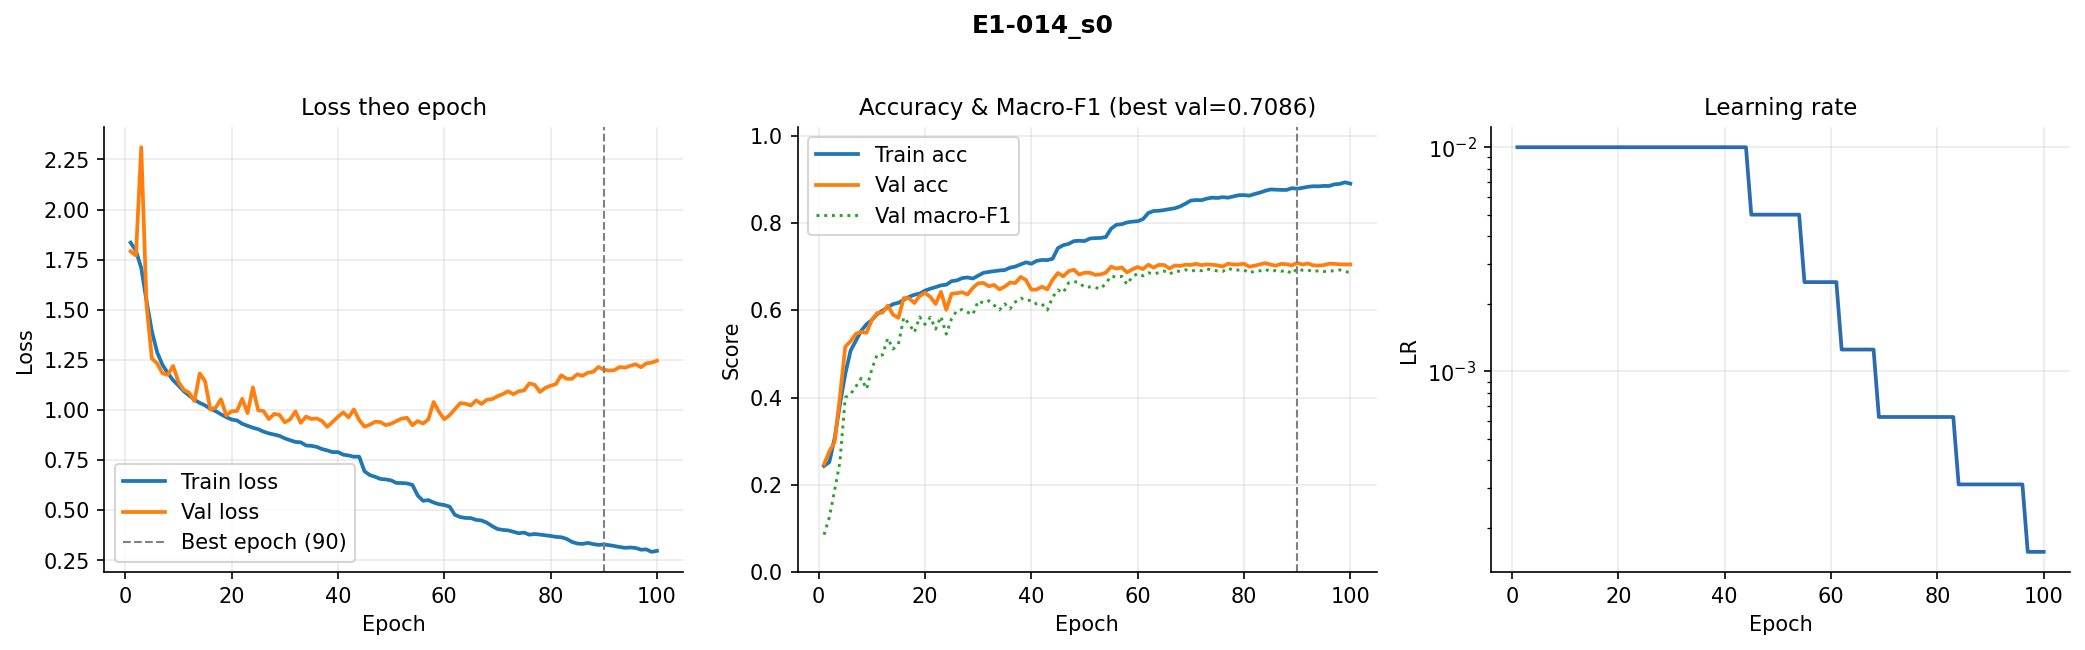 E1-014_s0
Loss theo epoch
2.25
2.00
1.75
1.50
1.25
1.00
0.75
0.50
0.25
Loss
Train loss
Val loss
Best epoch (90)
0 20 40 60 80 100
Epoch
Accuracy & Macro-F1 (best val=0.7086)
1.0
0.8
0.6
0.4
0.2
0.0
Score
Train acc
Val acc
Val macro-F1
0 20 40 60 80 100
Epoch
Learning rate
10⁻²
10⁻³
LR
0 20 40 60 80 100
Epoch